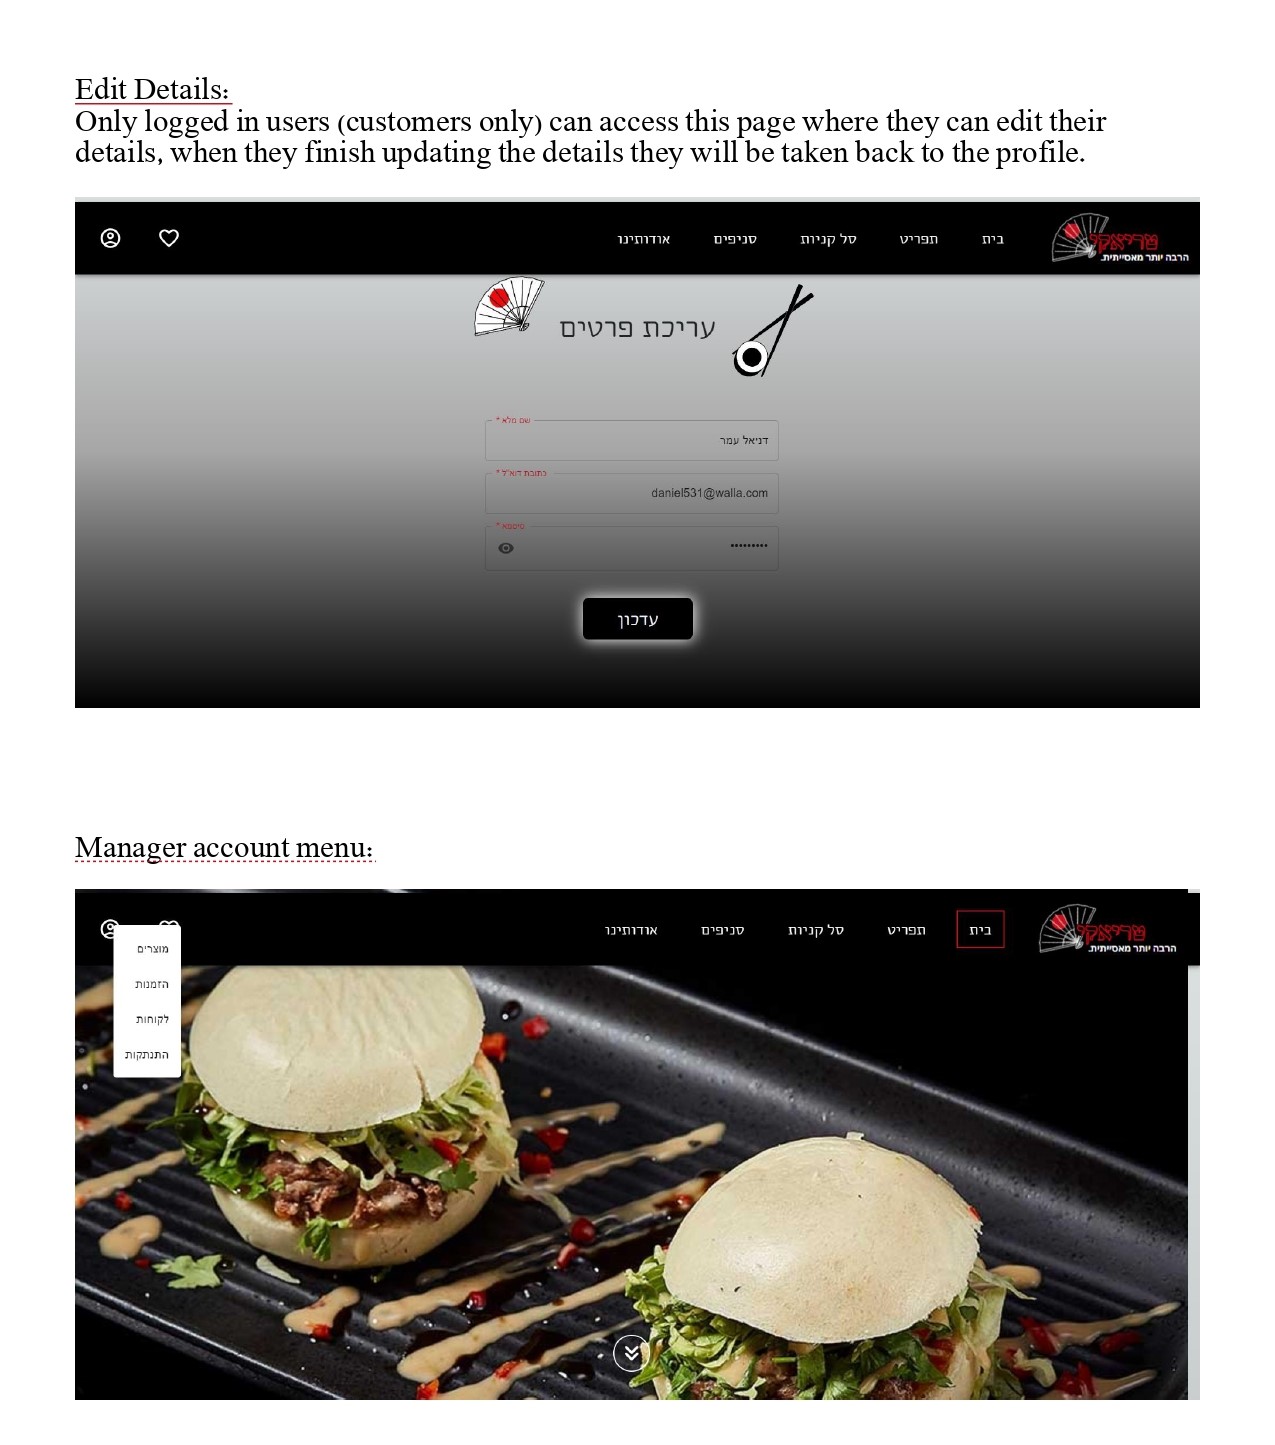 Edit Details:
Only logged in users (customers only) can access this page where they can edit their
details, when they finish updating the details they will be taken back to the profile.
טריאקי
הרבה יותר מאסייתית.
בית תפריט סל קניות סניפים אודותינו
עריכת פרטים
שם מלא *
דניאל עמר
כתובת דוא"ל *
daniel531@walla.com
סיסמא *
•••••••••
עדכון
Manager account menu:
טריאקי
הרבה יותר מאסייתית.
בית תפריט סל קניות סניפים אודותינו
מוצרים
הזמנות
לקוחות
התנתקות